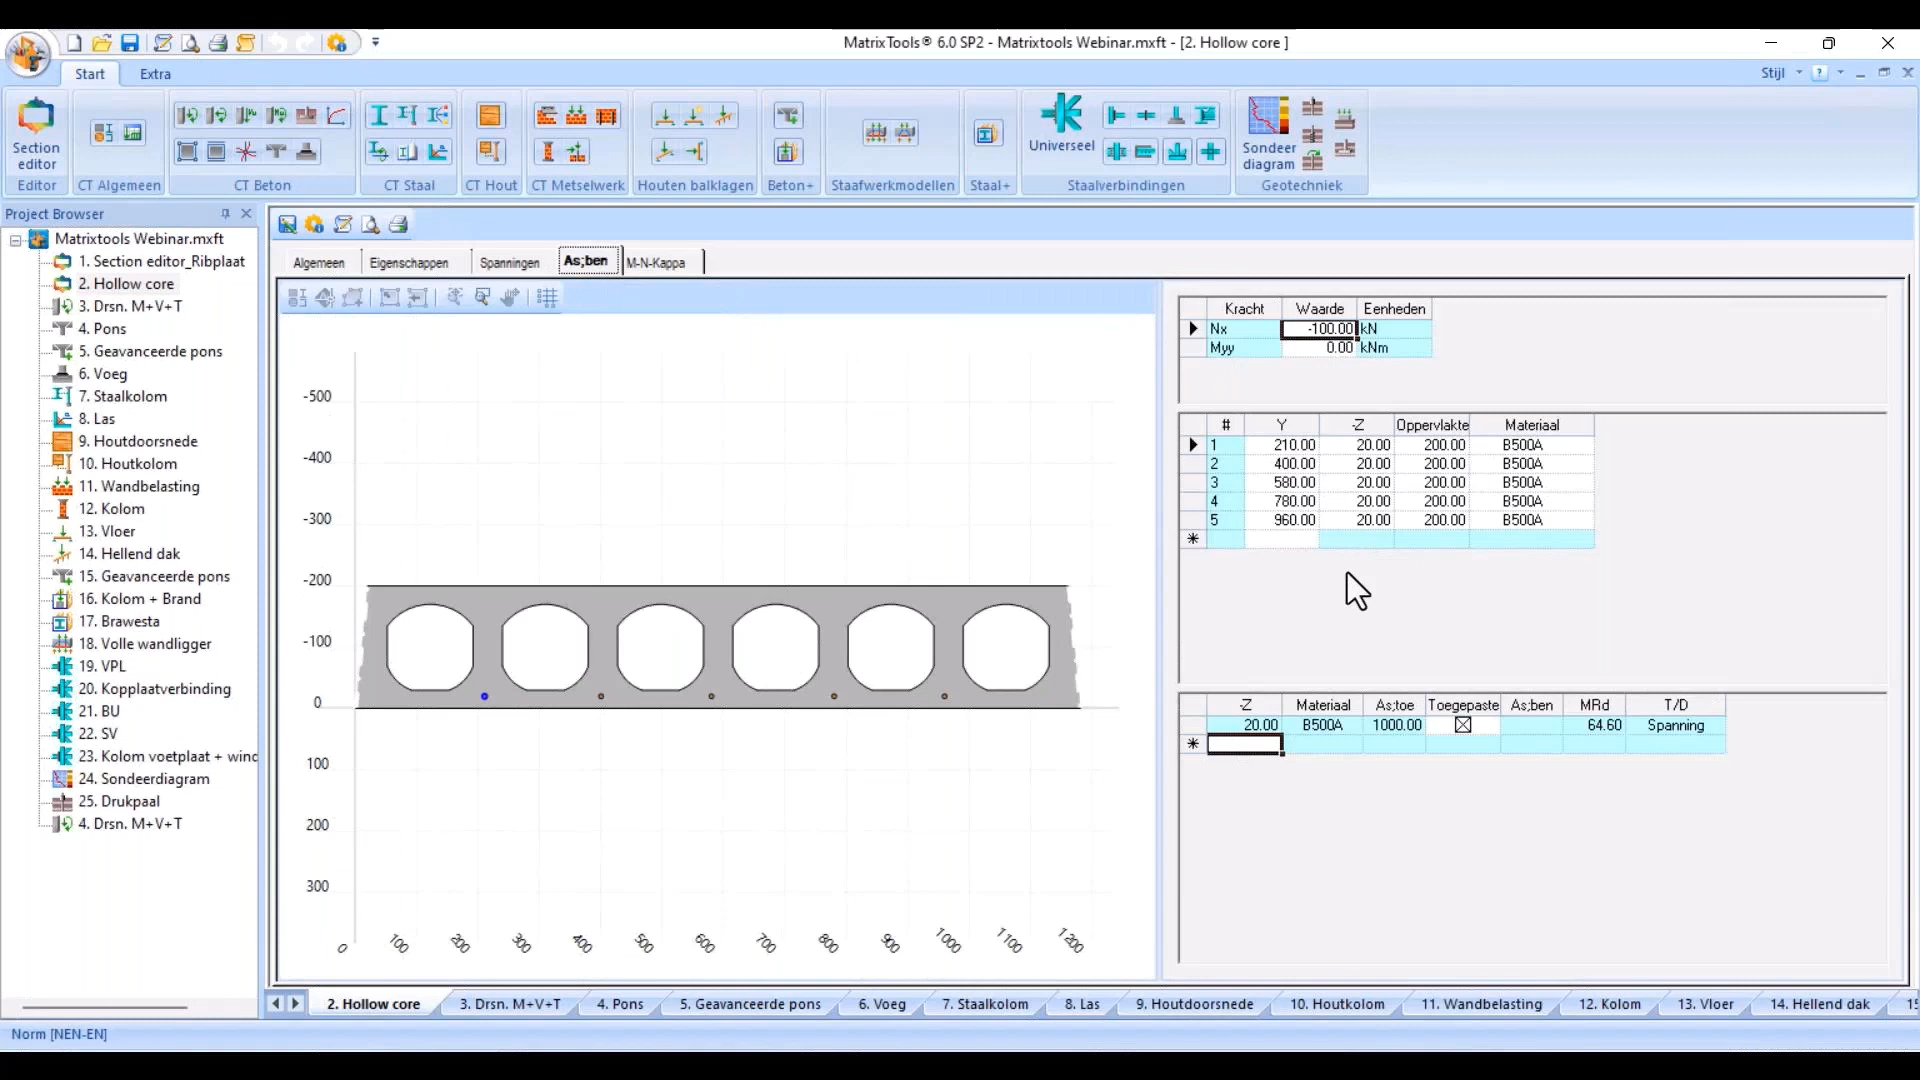 MatrixTools® 6.0 SP2 - Matrixtools Webinar.mxft - [2. Hollow core ]
Start
Extra
Stijl
Section editor
Editor
CT Algemeen
CT Beton
CT Staal
CT Hout
CT Metselwerk
Houten balklagen
Beton+
Staafwerkmodellen
Staal+
Universeel
Staalverbindingen
Sondeer diagram
Geotechniek
Project Browser
Matrixtools Webinar.mxft
1. Section editor_Ribplaat
2. Hollow core
3. Drsn. M+V+T
4. Pons
5. Geavanceerde pons
6. Voeg
7. Staalkolom
8. Las
9. Houtdoorsnede
10. Houtkolom
11. Wandbelasting
12. Kolom
13. Vloer
14. Hellend dak
15. Geavanceerde pons
16. Kolom + Brand
17. Brawesta
18. Volle wandligger
19. VPL
20. Kopplaatverbinding
21. BU
22. SV
23. Kolom voetplaat + wind
24. Sondeerdiagram
25. Drukpaal
4. Drsn. M+V+T
Algemeen
Eigenschappen
Spanningen
As;ben
M-N-Kappa
-500
-400
-300
-200
-100
0
100
200
300
0 100 200 300 400 500 600 700 800 900 1000 1100 1200
Kracht Waarde Eenheden
Nx -100.00 kN
Myy 0.00 kNm
# Y -Z Oppervlakte Materiaal
1 210.00 20.00 200.00 B500A
2 400.00 20.00 200.00 B500A
3 580.00 20.00 200.00 B500A
4 780.00 20.00 200.00 B500A
5 960.00 20.00 200.00 B500A
-Z Materiaal As;toe Toegepaste As;ben MRd T/D
20.00 B500A 1000.00 64.60 Spanning
2. Hollow core
3. Drsn. M+V+T
4. Pons
5. Geavanceerde pons
6. Voeg
7. Staalkolom
8. Las
9. Houtdoorsnede
10. Houtkolom
11. Wandbelasting
12. Kolom
13. Vloer
14. Hellend dak
Norm [NEN-EN]